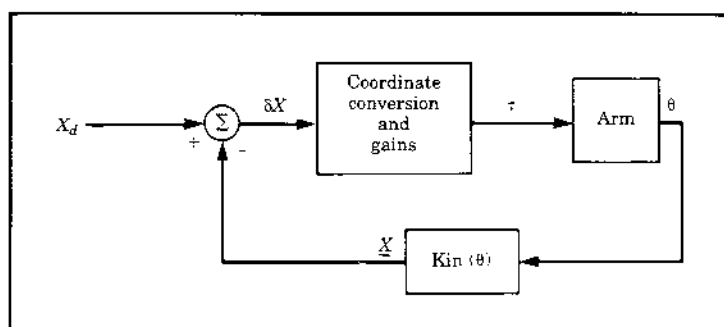 Coordinate
conversion
and
gains
δX
τ
θ
Arm
X_d
Σ
+
-
X
Kin (θ)